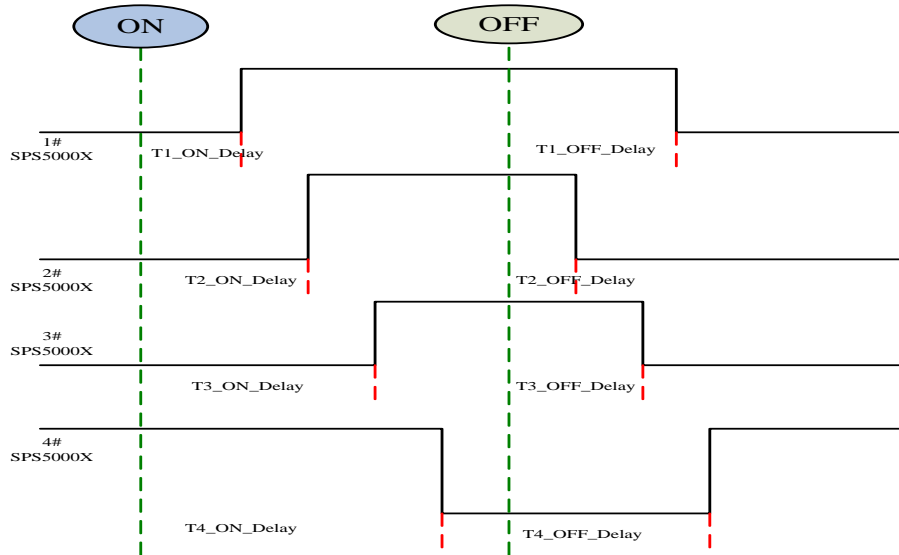 ON
OFF
1#
SPS5000X
T1_ON_Delay
T1_OFF_Delay
2#
SPS5000X
T2_ON_Delay
T2_OFF_Delay
3#
SPS5000X
T3_ON_Delay
T3_OFF_Delay
4#
SPS5000X
T4_ON_Delay
T4_OFF_Delay